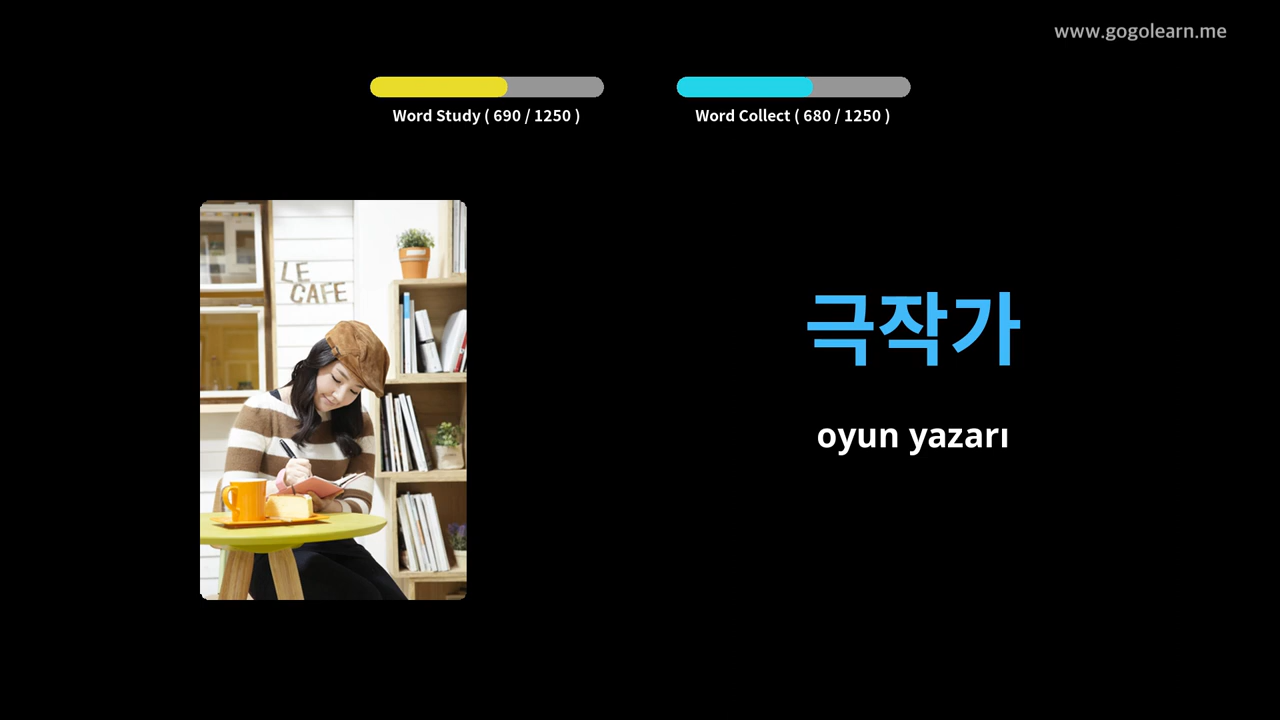 www.gogolearn.me
Word Study ( 690 / 1250 )
Word Collect ( 680 / 1250 )
LE
CAFE
극작가
oyun yazarı